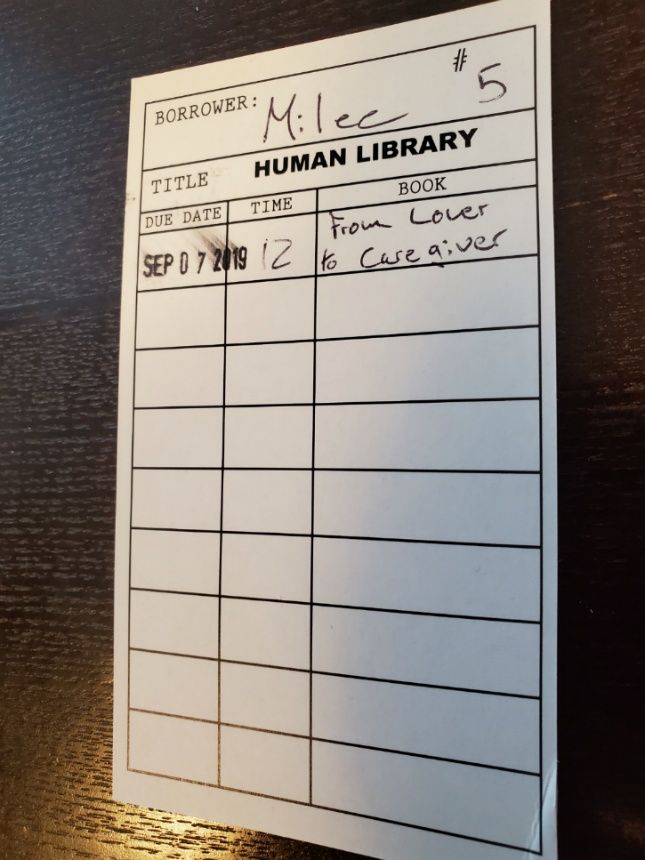 BORROWER: Milee # 5
TITLE HUMAN LIBRARY
DUE DATE TIME BOOK
SEP 07 2019 12 From Lover
to Caregiver